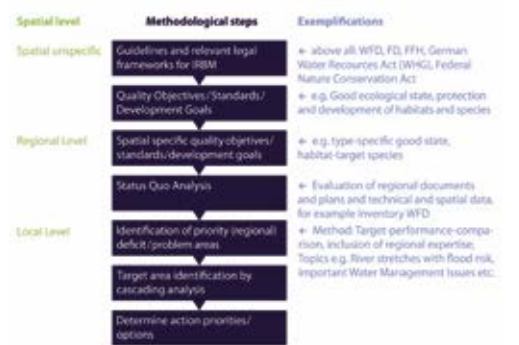 Spatial level
Methodological steps
Exemplifications
Spatial unspecific
Guidelines and relevant legal
frameworks for IRBM
← above all: WFD, FD, FFH, German
Water Recources Act (WHG), Federal
Nature Conservation Act
Quality Objectives/Standards/
Development Goals
← e.g. Good ecological state, protection
and development of habitats and species
Regional Level
Spatial specific quality objetives/
standards/development goals
← e.g. type-specific good state,
habitat-target species
Status Quo Analysis
← Evaluation of regional documents
and plans and technical and spatial data,
for example Inventory WFD
Local Level
Identification of priority (regional)
deficit/problem areas
← Method: Target-performance-compa-
rison, inclusion of regional expertise;
Topics e.g. River stretches with flood risk,
important Water Management Issues etc.
Target area identification by
cascading analysis
Determine action priorities/
options